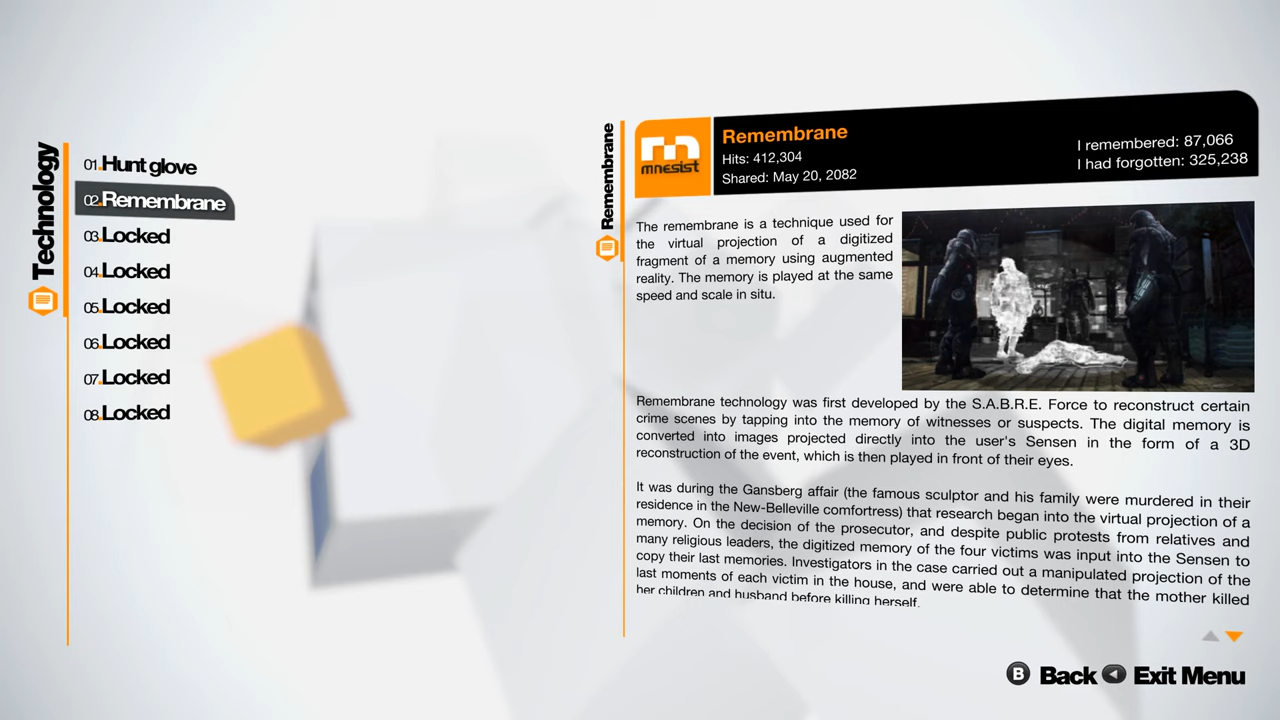 Technology
01.Hunt glove
02.Remembrane
03.Locked
04.Locked
05.Locked
06.Locked
07.Locked
08.Locked
Remembrane
mnesist
Remembrane
Hits: 412,304
Shared: May 20, 2082
I remembered: 87,066
I had forgotten: 325,238
The remembrane is a technique used for
the virtual projection of a digitized
fragment of a memory using augmented
reality. The memory is played at the same
speed and scale in situ.
Remembrane technology was first developed by the S.A.B.R.E. Force to reconstruct certain
crime scenes by tapping into the memory of witnesses or suspects. The digital memory is
converted into images projected directly into the user's Sensen in the form of a 3D
reconstruction of the event, which is then played in front of their eyes.
It was during the Gansberg affair (the famous sculptor and his family were murdered in their
residence in the New-Belleville comfortress) that research began into the virtual projection of a
memory. On the decision of the prosecutor, and despite public protests from relatives and
many religious leaders, the digitized memory of the four victims was input into the Sensen to
copy their last memories. Investigators in the case carried out a manipulated projection of the
last moments of each victim in the house, and were able to determine that the mother killed
her children and husband before killing herself.
B Back Exit Menu